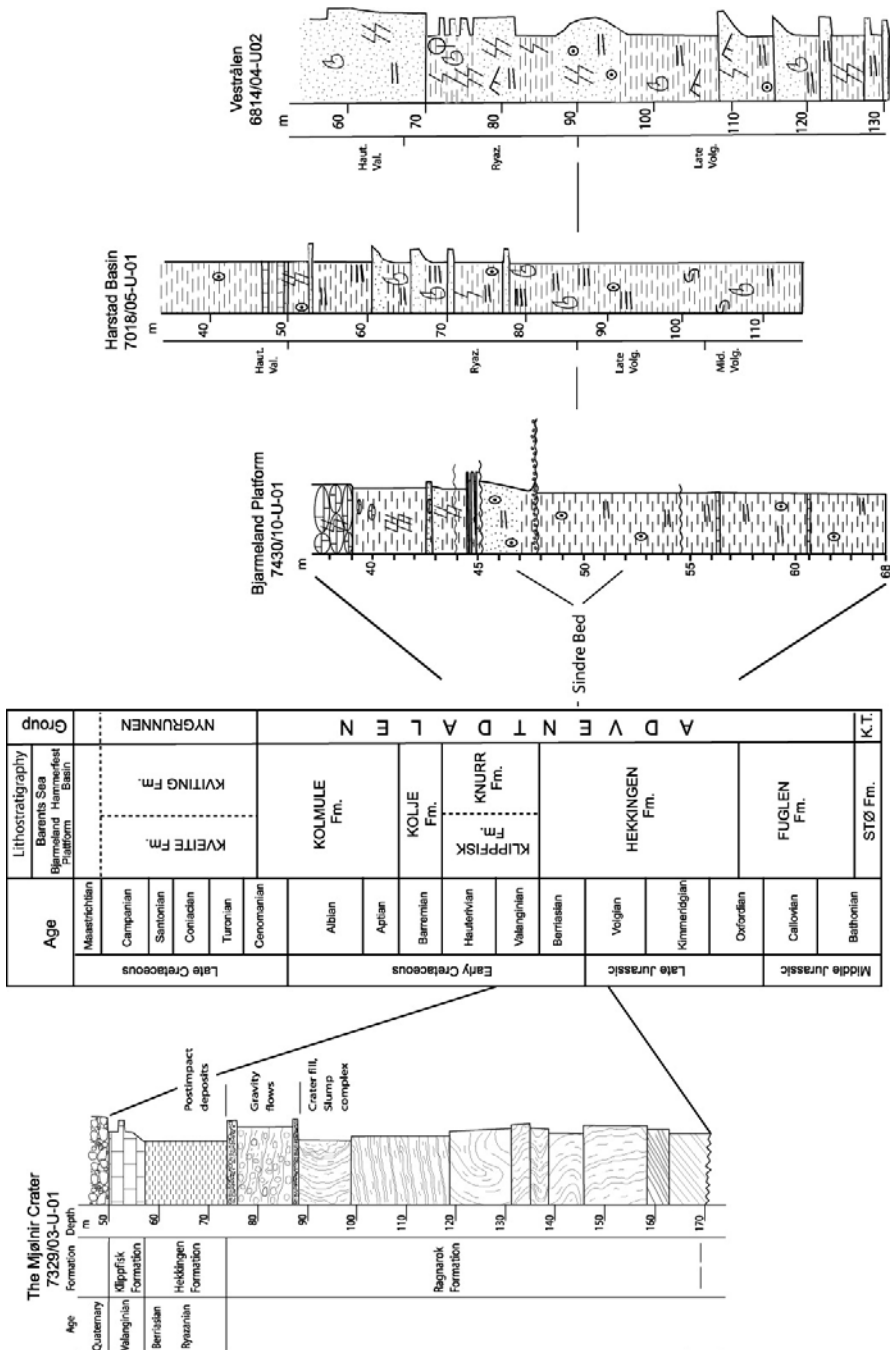 The Mjølnir Crater
7329/03-U-01
Age
Formation
Depth
m
Quaternary
Valanginian
Klippfisk
Formation
Berriasian
Ryazanian
Hekkingen
Formation
Ragnarok
Formation
50
60
70
80
90
100
110
120
130
140
150
160
170
Postimpact
deposits
Gravity
flows
Crater fill,
Slump
complex
Age
Lithostratigraphy
Barents Sea
Bjarmeland Hammerfest
Plattform Basin
Group
Maastrichtian
Campanian
Santonian
Coniacian
Turonian
Cenomanian
Albian
Aptian
Barremian
Hauterivian
Valanginian
Berriasian
Volgian
Kimmeridgian
Oxfordian
Callovian
Bathonian
Late Cretaceous
Early Cretaceous
Late Jurassic
Middle Jurassic
KVEITE Fm.
KVITING Fm.
KOLMULE
Fm.
KOLJE
Fm.
KLIPPFISK
Fm.
KNURR
Fm.
HEKKINGEN
Fm.
FUGLEN
Fm.
STØ Fm.
NYGRUNNEN
ADVENTDALEN
K.T.
Sindre Bed
Bjarmeland Platform
7430/10-U-01
m
40
45
50
55
60
68
Harstad Basin
7018/05-U-01
m
40
50
60
70
80
90
100
110
Haut.
Val.
Ryaz.
Late
Volg.
Mid.
Volg.
Vestrålen
6814/04-U02
m
60
70
80
90
100
110
120
130
Haut.
Val.
Ryaz.
Late
Volg.